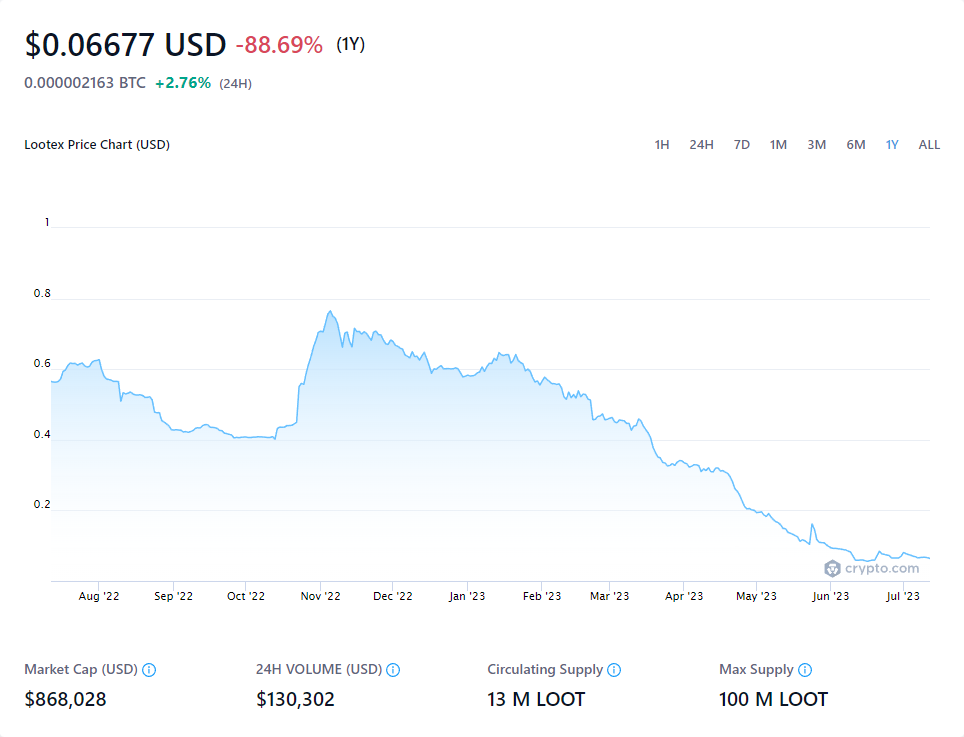 $0.06677 USD -88.69% (1Y)
0.000002163 BTC +2.76% (24H)
Lootex Price Chart (USD) 1H 24H 7D 1M 3M 6M 1Y ALL
1
0.8
0.6
0.4
0.2
crypto.com
Aug '22 Sep '22 Oct '22 Nov '22 Dec '22 Jan '23 Feb '23 Mar '23 Apr '23 May '23 Jun '23 Jul '23
Market Cap (USD) 24H VOLUME (USD) Circulating Supply Max Supply
$868,028 $130,302 13 M LOOT 100 M LOOT